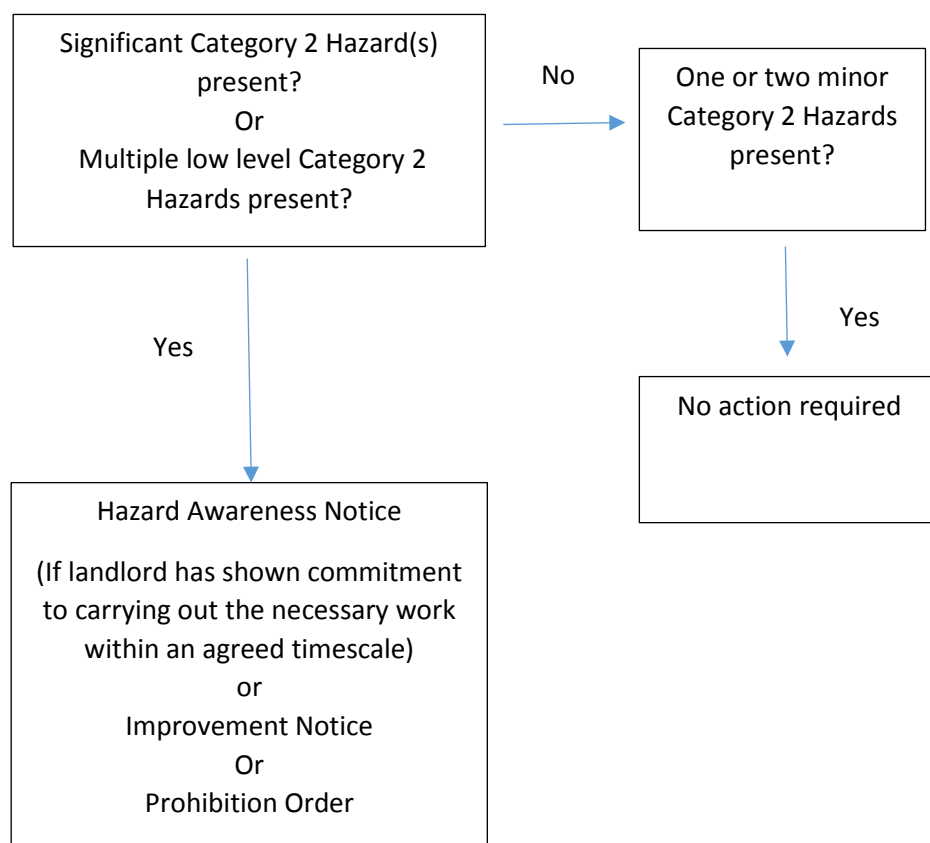 Significant Category 2 Hazard(s)
present?
Or
Multiple low level Category 2
Hazards present?
No
One or two minor
Category 2 Hazards
present?
Yes
Yes
No action required
Hazard Awareness Notice
(If landlord has shown commitment
to carrying out the necessary work
within an agreed timescale)
or
Improvement Notice
Or
Prohibition Order